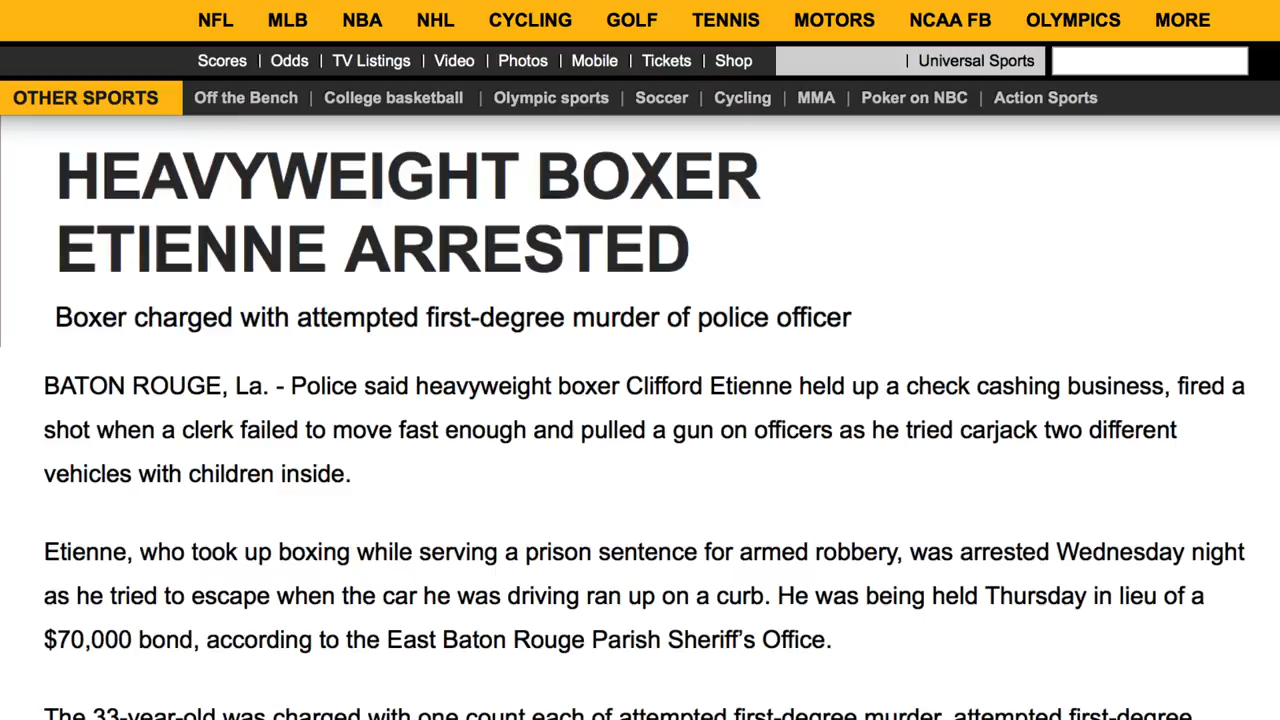 NFL MLB NBA NHL CYCLING GOLF TENNIS MOTORS NCAA FB OLYMPICS MORE
Scores | Odds | TV Listings | Video | Photos | Mobile | Tickets | Shop | Universal Sports
OTHER SPORTS Off the Bench | College basketball | Olympic sports | Soccer | Cycling | MMA | Poker on NBC | Action Sports
HEAVYWEIGHT BOXER
ETIENNE ARRESTED
Boxer charged with attempted first-degree murder of police officer
BATON ROUGE, La. - Police said heavyweight boxer Clifford Etienne held up a check cashing business, fired a
shot when a clerk failed to move fast enough and pulled a gun on officers as he tried carjack two different
vehicles with children inside.
Etienne, who took up boxing while serving a prison sentence for armed robbery, was arrested Wednesday night
as he tried to escape when the car he was driving ran up on a curb. He was being held Thursday in lieu of a
$70,000 bond, according to the East Baton Rouge Parish Sheriff’s Office.
The 33-year-old was charged with one count each of attempted first-degree murder, attempted first-degree